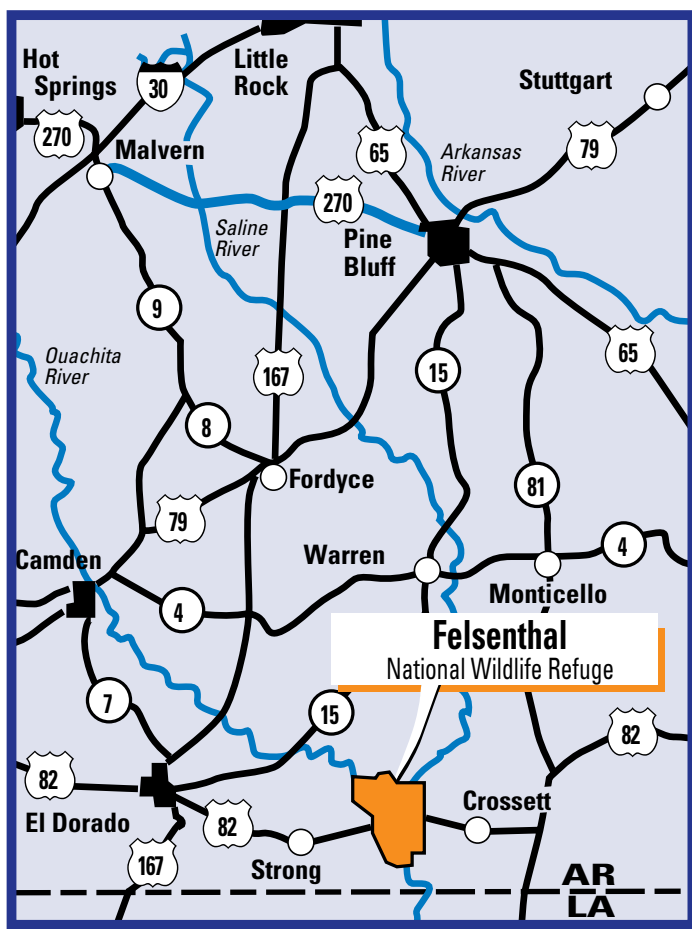 Hot
Springs
Little
Rock
Stuttgart
30
270
Malvern
65
Arkansas
River
79
270
Saline
River
Pine
Bluff
9
65
Ouachita
River
167
15
8
Fordyce
81
79
Warren
4
Camden
4
Monticello
Felsenthal
National Wildlife Refuge
7
15
82
82
Crossett
El Dorado
82
Strong
167
AR
LA